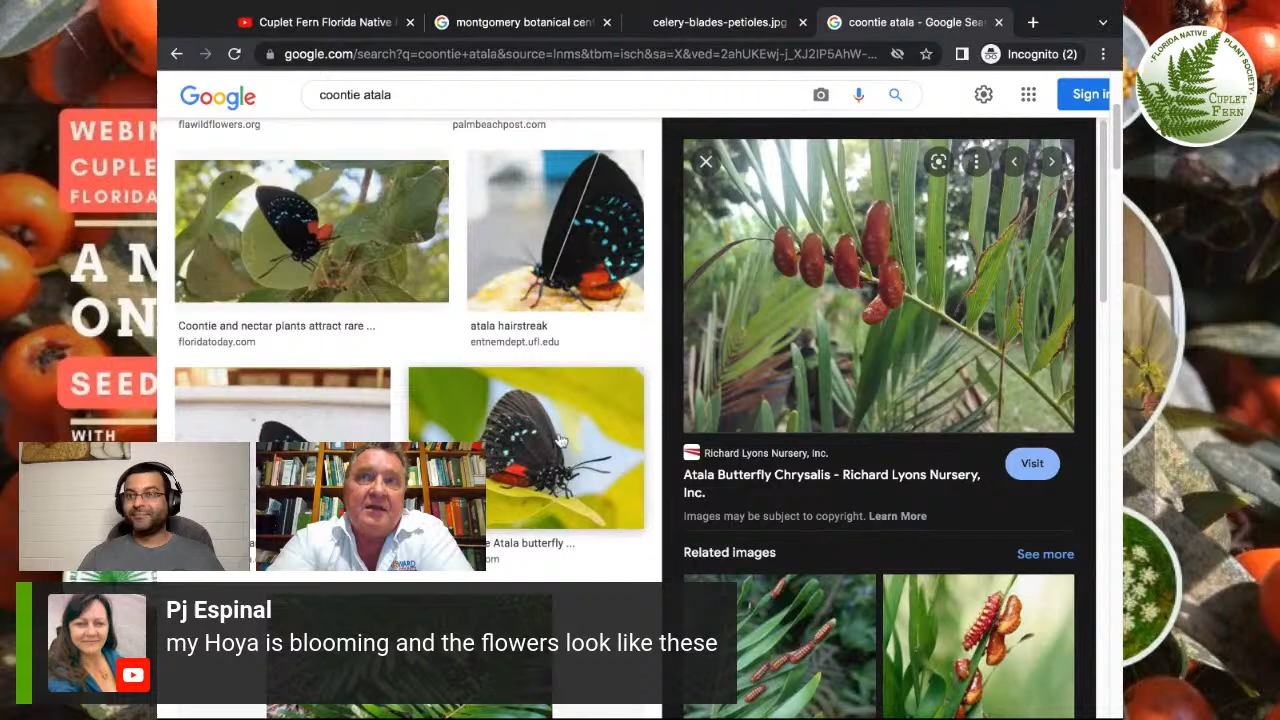 Cuplet Fern Florida Native
montgomery botanical cen
celery-blades-petioles.jpg
coontie atala - Google Sea
google.com/search?q=coontie+atala&source=lnms&tbm=isch&sa=X&ved=2ahUKEwj-j_XJ2IP5AhW-...
Incognito (2)
Google
coontie atala
Sign in
FLORIDA NATIVE PLANT SOCIETY
CUPLET
FERN
WEBIN
CUPLE
FLORIDA
A N
ON
SEED
WITH
flawildflowers.org
palmbeachpost.com
Coontie and nectar plants attract rare ...
floridatoday.com
atala hairstreak
entnemdept.ufl.edu
e Atala butterfly ...
om
Richard Lyons Nursery, Inc.
Atala Butterfly Chrysalis - Richard Lyons Nursery,
Inc.
Visit
Images may be subject to copyright. Learn More
Related images
See more
Pj Espinal
my Hoya is blooming and the flowers look like these